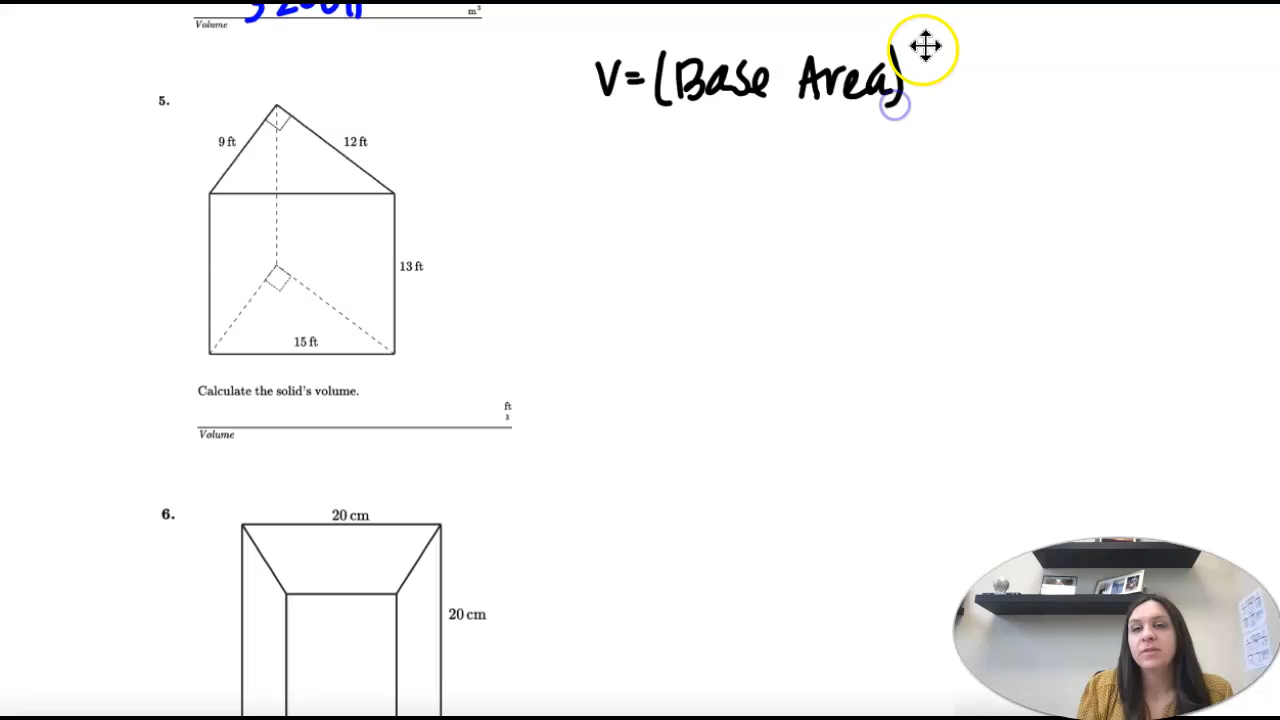 m³
Volume
V=(Base Area)
5.
9 ft
12 ft
13 ft
15 ft
Calculate the solid's volume.
ft
3
Volume
6.
20 cm
20 cm